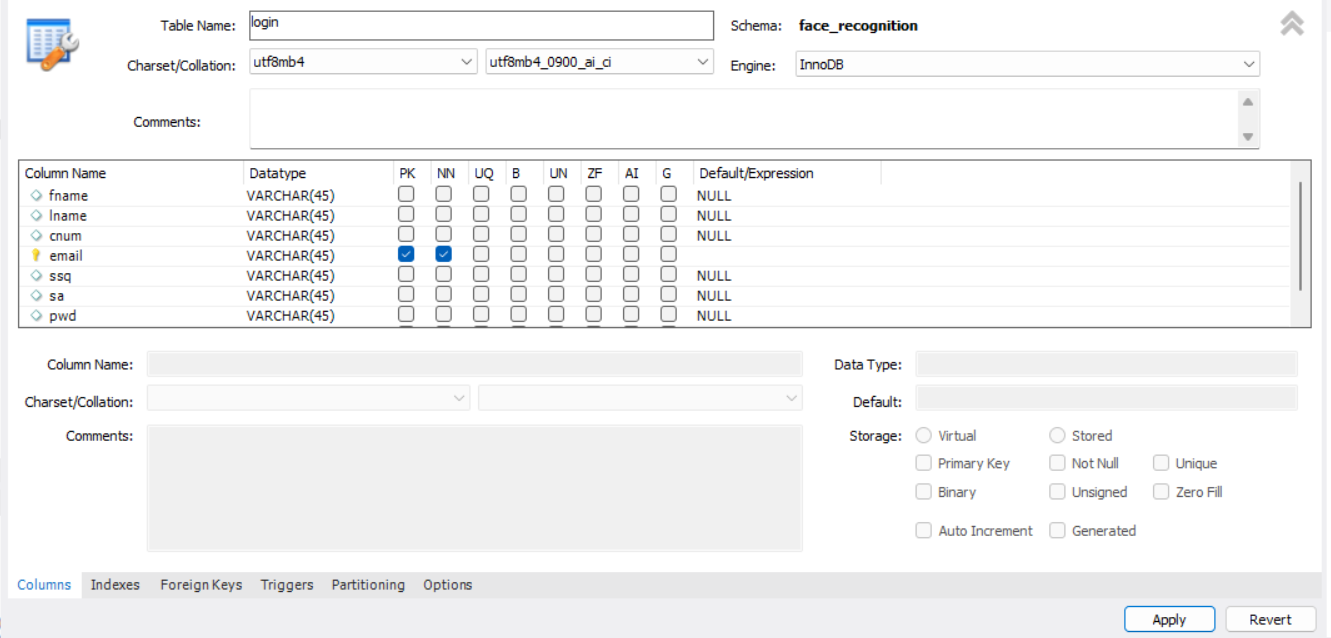 Table Name: login Schema: face_recognition
Charset/Collation: utf8mb4 utf8mb4_0900_ai_ci Engine: InnoDB
Comments:
Column Name Datatype PK NN UQ B UN ZF AI G Default/Expression
fname VARCHAR(45) NULL
lname VARCHAR(45) NULL
cnum VARCHAR(45) NULL
email VARCHAR(45)
ssq VARCHAR(45) NULL
sa VARCHAR(45) NULL
pwd VARCHAR(45) NULL
Column Name: Data Type:
Charset/Collation: Default:
Comments: Storage: Virtual Stored
Primary Key Not Null Unique
Binary Unsigned Zero Fill
Auto Increment Generated
Columns Indexes Foreign Keys Triggers Partitioning Options
Apply Revert